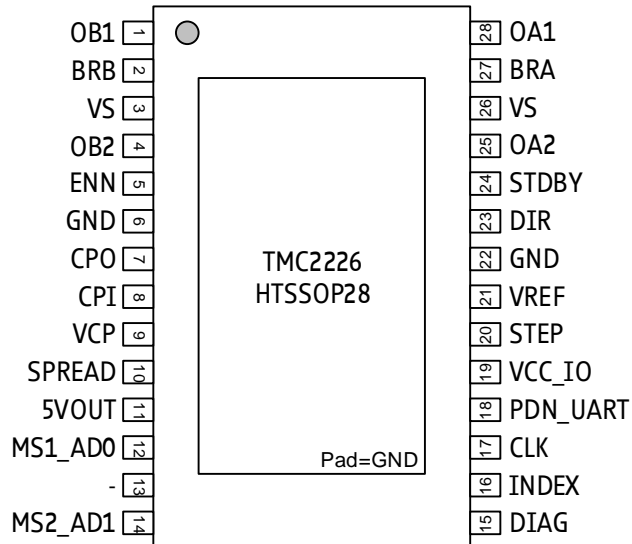 OB1 1 28 OA1
BRB 2 27 BRA
VS 3 26 VS
OB2 4 25 OA2
ENN 5 24 STDBY
GND 6 23 DIR
CPO 7 22 GND
CPI 8 21 VREF
VCP 9 20 STEP
SPREAD 10 19 VCC_IO
5VOUT 11 18 PDN_UART
MS1_AD0 12 17 CLK
- 13 16 INDEX
MS2_AD1 14 15 DIAG
TMC2226
HTSSOP28
Pad=GND